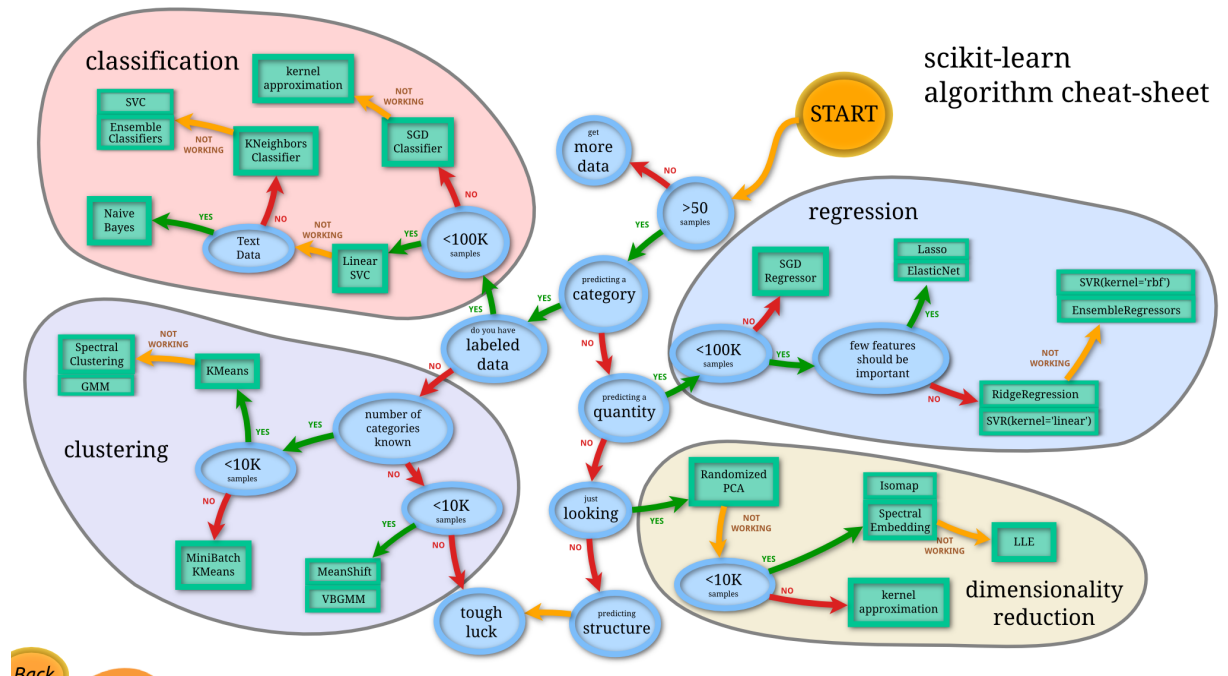 scikit-learn
algorithm cheat-sheet
START
get
more
data
NO
>50
samples
YES
predicting a
category
YES
NO
do you have
labeled
data
YES
NO
predicting a
quantity
YES
NO
just
looking
YES
NO
predicting
structure
tough
luck
classification
kernel
approximation
NOT
WORKING
SVC
Ensemble
Classifiers
NOT
WORKING
KNeighbors
Classifier
SGD
Classifier
NO
Naive
Bayes
YES
Text
Data
NO
NOT
WORKING
Linear
SVC
YES
<100K
samples
regression
SGD
Regressor
NO
<100K
samples
YES
Lasso
ElasticNet
YES
few features
should be
important
NO
SVR(kernel='rbf')
EnsembleRegressors
NOT
WORKING
RidgeRegression
SVR(kernel='linear')
clustering
Spectral
Clustering
GMM
NOT
WORKING
KMeans
YES
<10K
samples
NO
MiniBatch
KMeans
YES
number of
categories
known
NO
<10K
samples
YES
NO
MeanShift
VBGMM
dimensionality
reduction
Randomized
PCA
NOT
WORKING
<10K
samples
YES
NO
Isomap
Spectral
Embedding
NOT
WORKING
LLE
kernel
approximation
Back